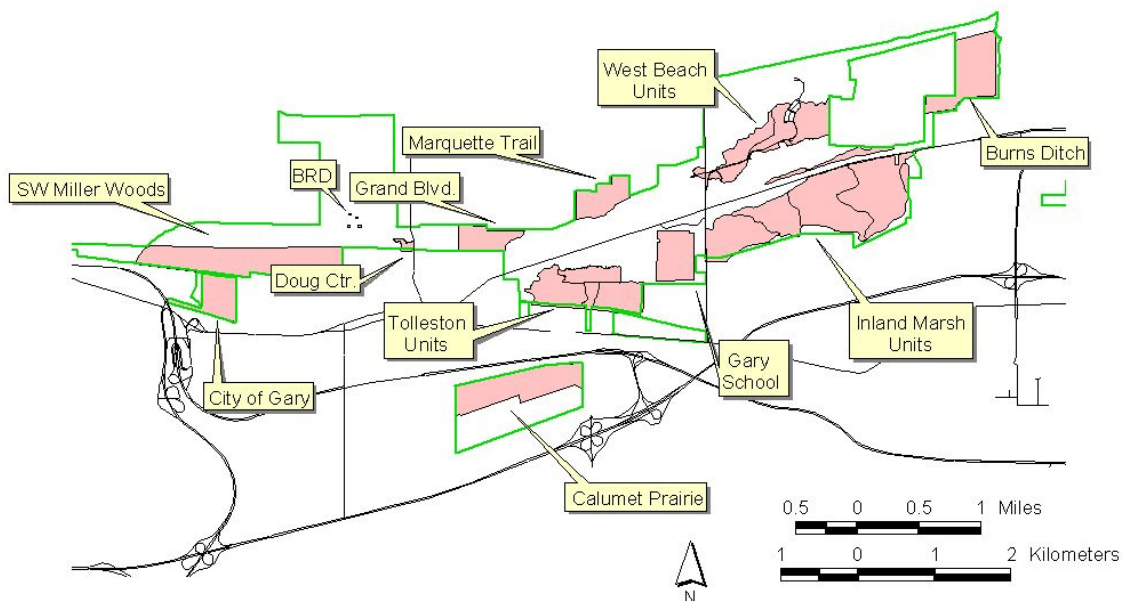 West Beach
Units
Marquette Trail
Burns Ditch
BRD
Grand Blvd.
SW Miller Woods
Doug Ctr.
Tolleston
Units
Inland Marsh
Units
Gary
School
City of Gary
Calumet Prairie
0.5 0 0.5 1 Miles
1 0 1 2 Kilometers
N